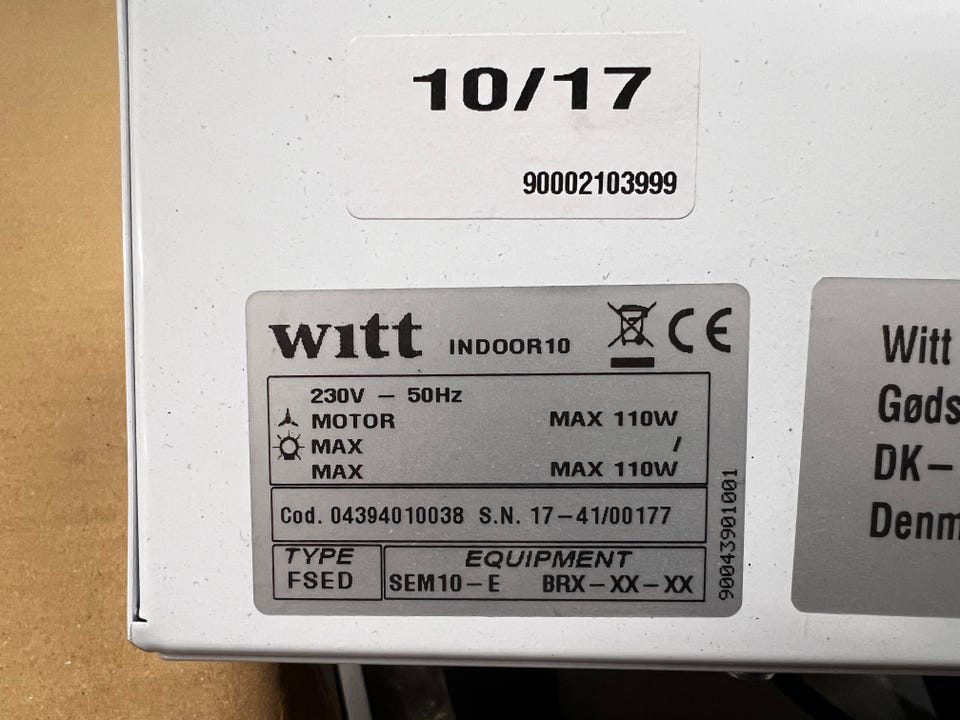 10/17
90002103999
witt INDOOR10 CE
230V – 50Hz
MOTOR MAX 110W
MAX /
MAX MAX 110W
Cod. 04394010038 S.N. 17–41/00177
TYPE EQUIPMENT
FSED SEM10–E BRX–XX–XX
90043901001
Witt
Gøds
DK–
Denm